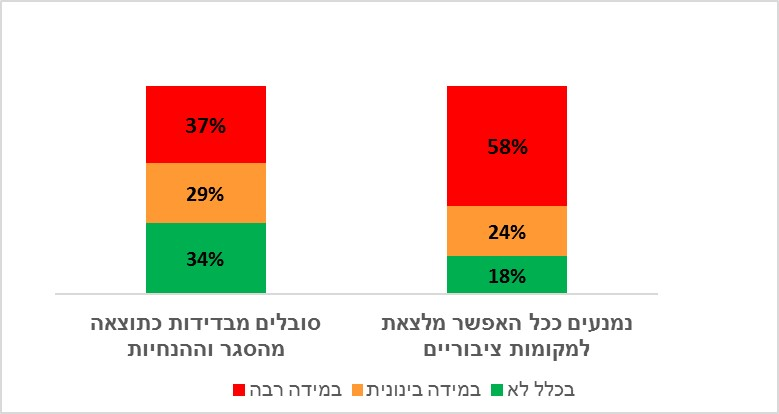 37%
58%
29%
24%
34%
18%
סובלים מבדידות כתוצאה
מהסגר וההנחיות
נמנעים ככל האפשר מלצאת
למקומות ציבוריים
בכלל לא במידה בינונית במידה רבה